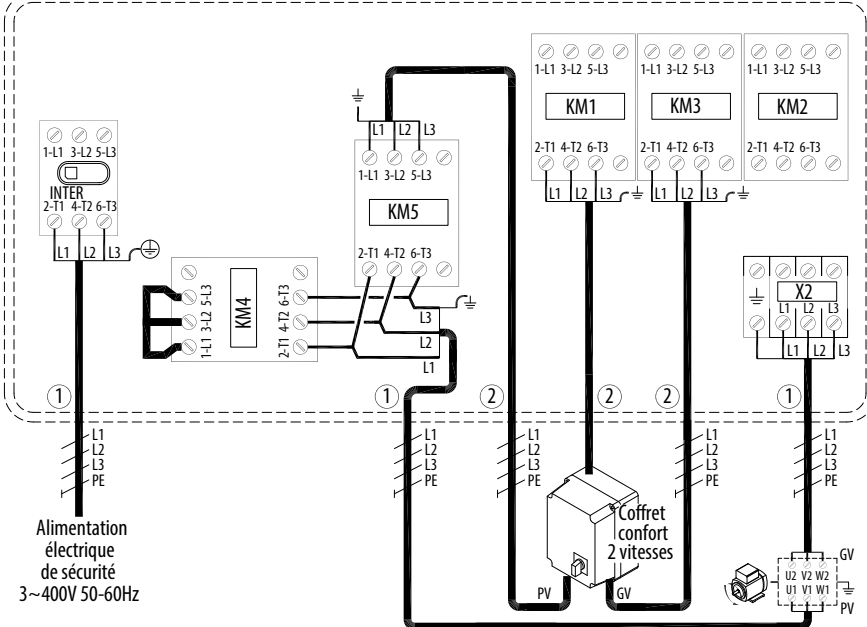 1-L1 3-L2 5-L3
1-L1 3-L2 5-L3
1-L1 3-L2 5-L3
KM1
KM3
KM2
2-T1 4-T2 6-T3
2-T1 4-T2 6-T3
2-T1 4-T2 6-T3
L1 L2 L3
L1 L2 L3
L1 L2 L3
1-L1 3-L2 5-L3
KM5
2-T1 4-T2 6-T3
1-L1 3-L2 5-L3
INTER
2-T1 4-T2 6-T3
L1 L2 L3
5-L3
3-L2
1-L1
KM4
6-T3
4-T2
2-T1
L3
L2
L1
X2
L1 L2 L3
L1 L2 L3
1
1
2
2
2
1
L1
L2
L3
PE
L1
L2
L3
PE
L1
L2
L3
PE
L1
L2
L3
PE
L1
L2
L3
PE
Alimentation
électrique
de sécurité
3~400V 50-60Hz
Coffret
confort
2 vitesses
PV
GV
GV
U2 V2 W2
U1 V1 W1
PV